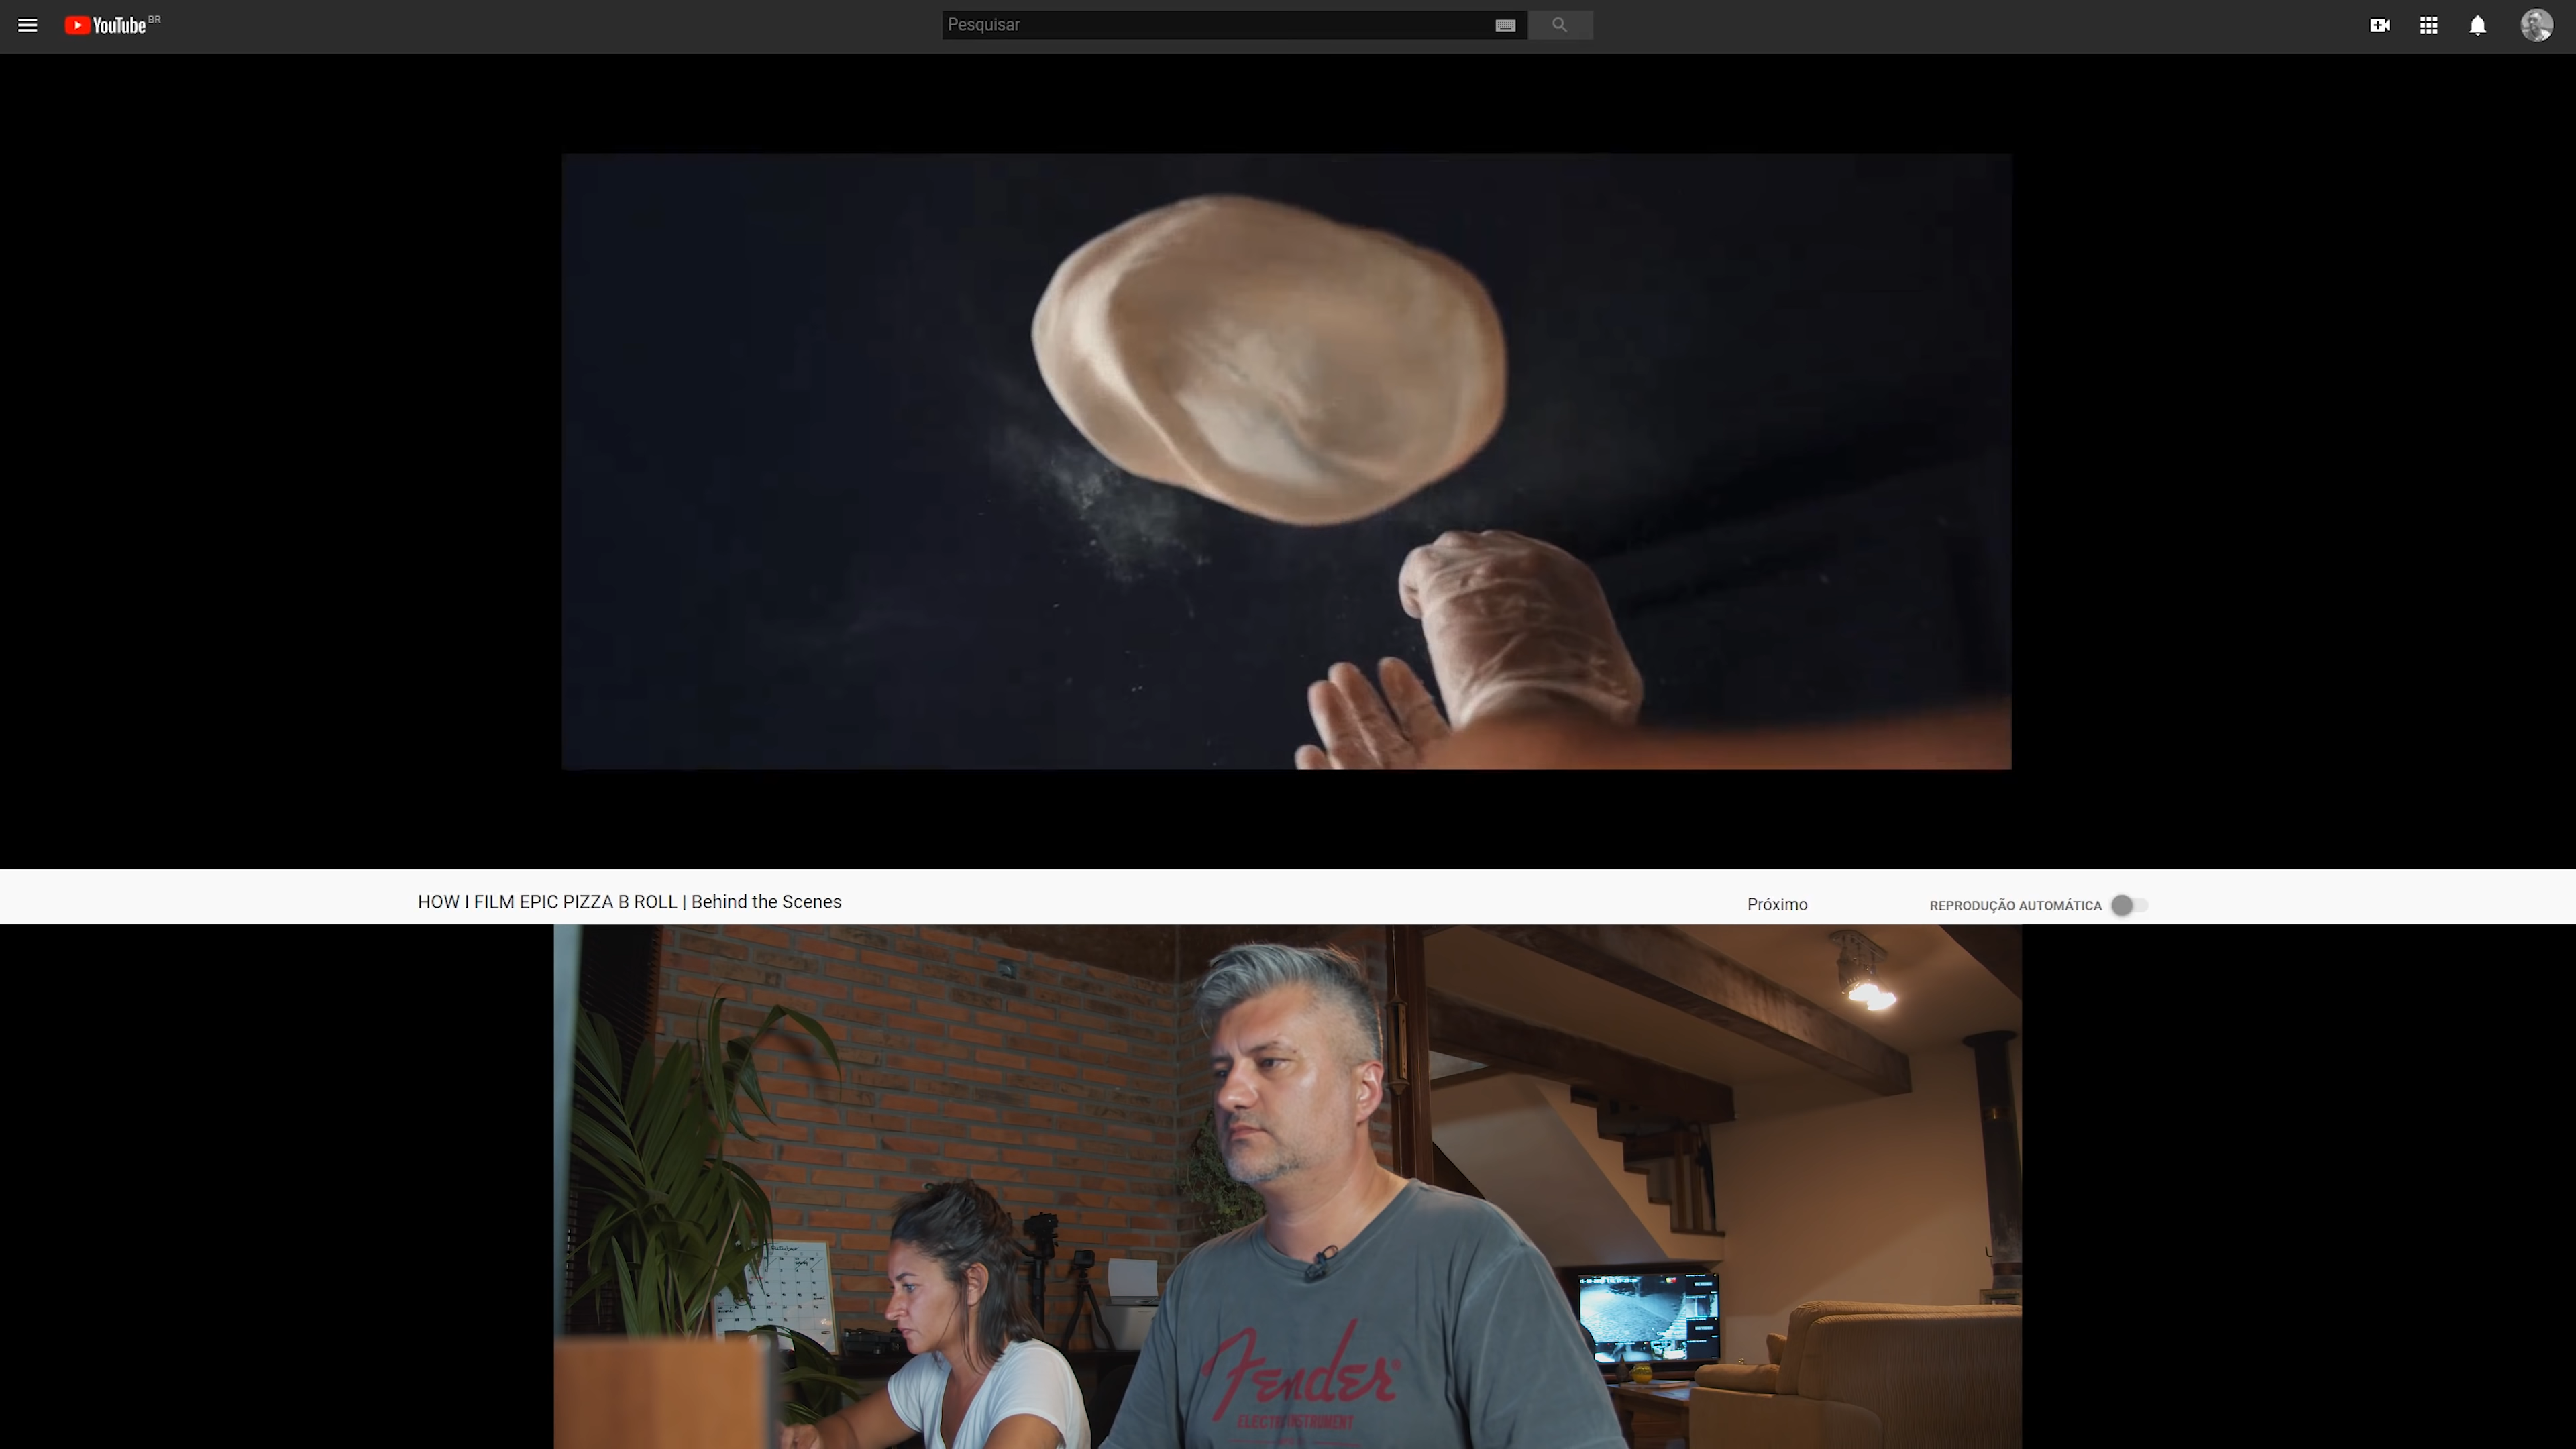 YouTube BR
Pesquisar
HOW I FILM EPIC PIZZA B ROLL | Behind the Scenes
Próximo
REPRODUÇÃO AUTOMÁTICA
Fender®